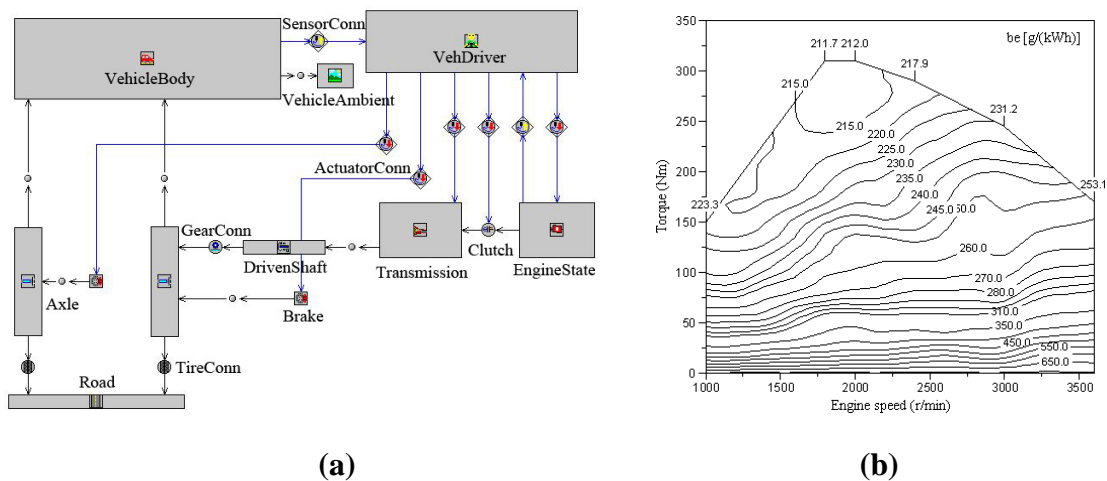 SensorConn
VehDriver
VehicleBody
VehicleAmbient
ActuatorConn
GearConn
DrivenShaft
Transmission
Clutch
EngineState
Axle
Brake
TireConn
Road
(a)
be [g/(kWh)]
350
300
250
200
150
100
50
0
Torque (Nm)
211.7 212.0
217.9
215.0
231.2
215.0
220.0
225.0
230.0
253.1
235.0
223.3
240.0
245.0
50.0
260.0
270.0
280.0
310.0
350.0
450.0
550.0
650.0
1000 1500 2000 2500 3000 3500
Engine speed (r/min)
(b)